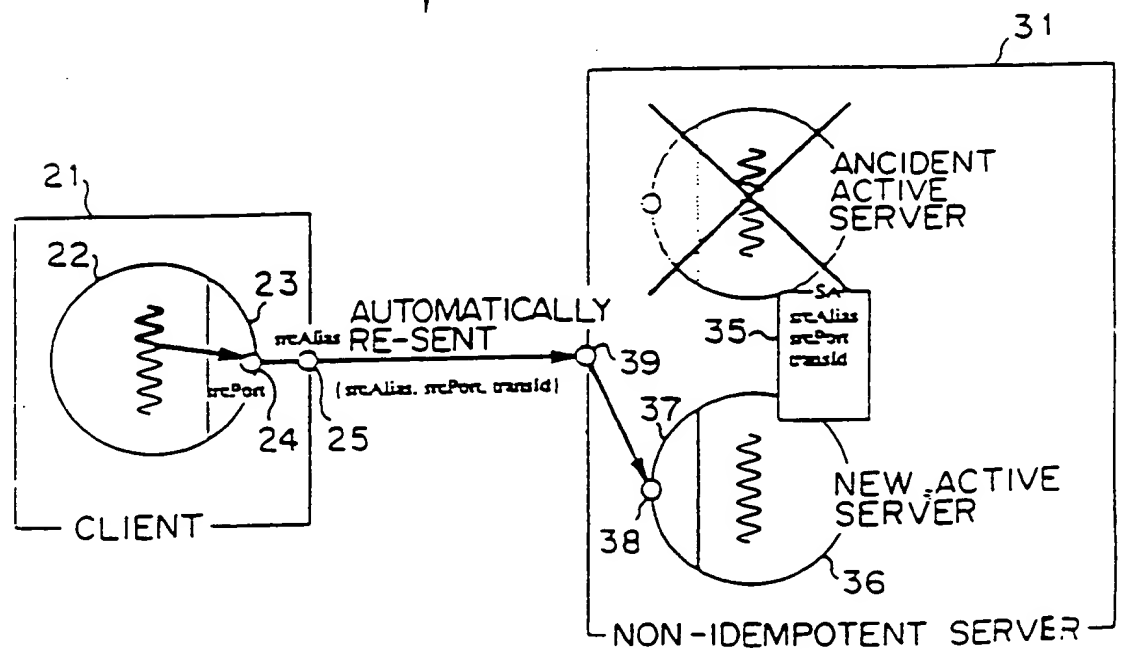 31
21
22
23
ANCIDENT
ACTIVE
SERVER
AUTOMATICALLY
RE-SENT
srcAlias
39
(srcAlias, srcPort, transId)
srcPort
24
25
35
SA
srcAlias
srcPort
transId
37
38
NEW ACTIVE
SERVER
36
CLIENT
NON-IDEMPOTENT SERVER